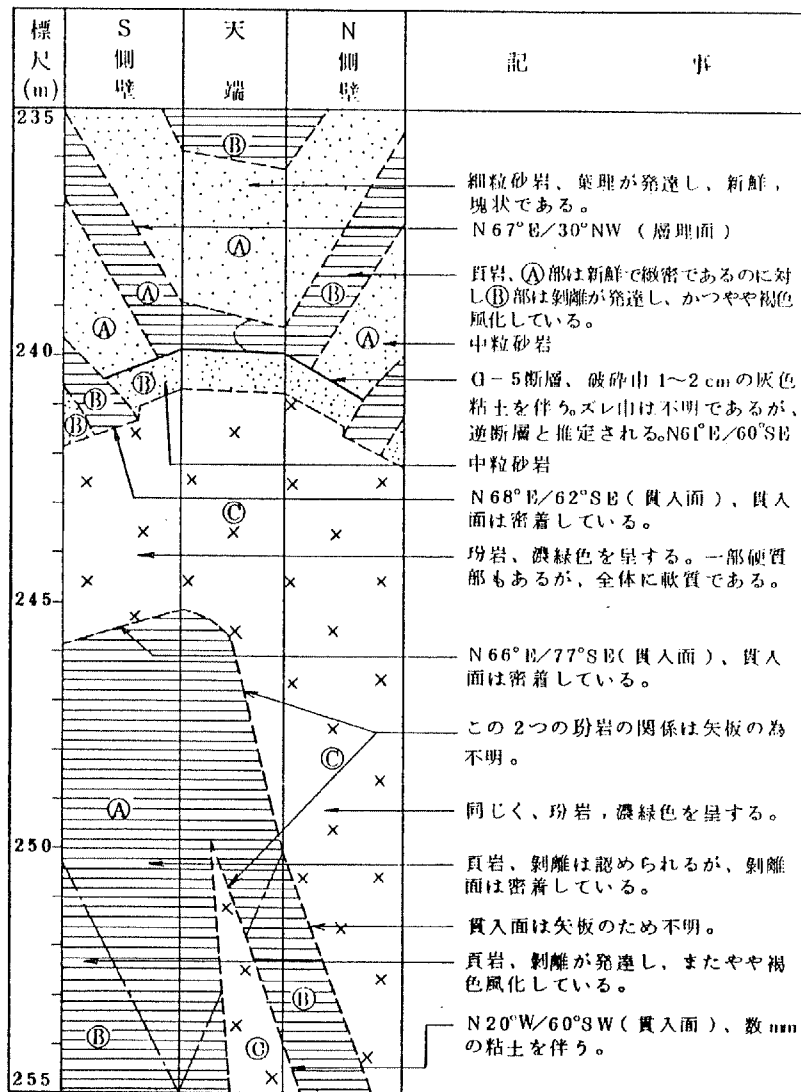 標尺(m)
S側壁
天端
N側壁
記事
235
240
245
250
255
Ⓑ
Ⓐ
Ⓐ
Ⓑ
Ⓐ
Ⓐ
Ⓑ
Ⓑ
Ⓑ
Ⓒ
Ⓒ
Ⓐ
Ⓑ
Ⓑ
Ⓒ
細粒砂岩、葉理が発達し、新鮮,
塊状である。
N67°E/30°NW (層理面)
頁岩、Ⓐ部は新鮮で緻密であるのに対
しⒷ部は剝離が発達し、かつやや褐色
風化している。
中粒砂岩
G-5断層、破砕巾1~2cmの灰色
粘土を伴う。ズレ巾は不明であるが、
逆断層と推定される。N61°E/60°SE
中粒砂岩
N68°E/62°SE(貫入面)、貫入
面は密着している。
玢岩、濃緑色を呈する。一部硬質
部もあるが、全体に軟質である。
N66°E/77°SE(貫入面)、貫入
面は密着している。
この2つの玢岩の関係は矢板の為
不明。
同じく、玢岩,濃緑色を呈する。
頁岩、剝離は認められるが、剝離
面は密着している。
貫入面は矢板のため不明。
頁岩、剝離が発達し、またやや褐
色風化している。
N20°W/60°SW(貫入面)、数mm
の粘土を伴う。